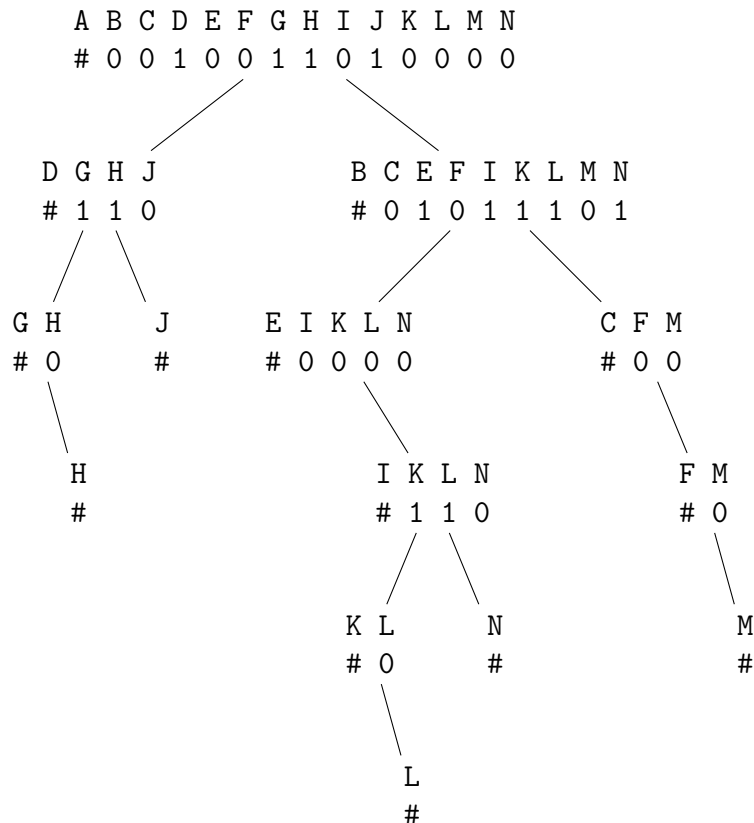 A B C D E F G H I J K L M N
# 0 0 1 0 0 1 1 0 1 0 0 0 0
D G H J
# 1 1 0
B C E F I K L M N
# 0 1 0 1 1 1 0 1
G H
# 0
J
#
E I K L N
# 0 0 0 0
C F M
# 0 0
H
#
I K L N
# 1 1 0
F M
# 0
K L
# 0
N
#
M
#
L
#